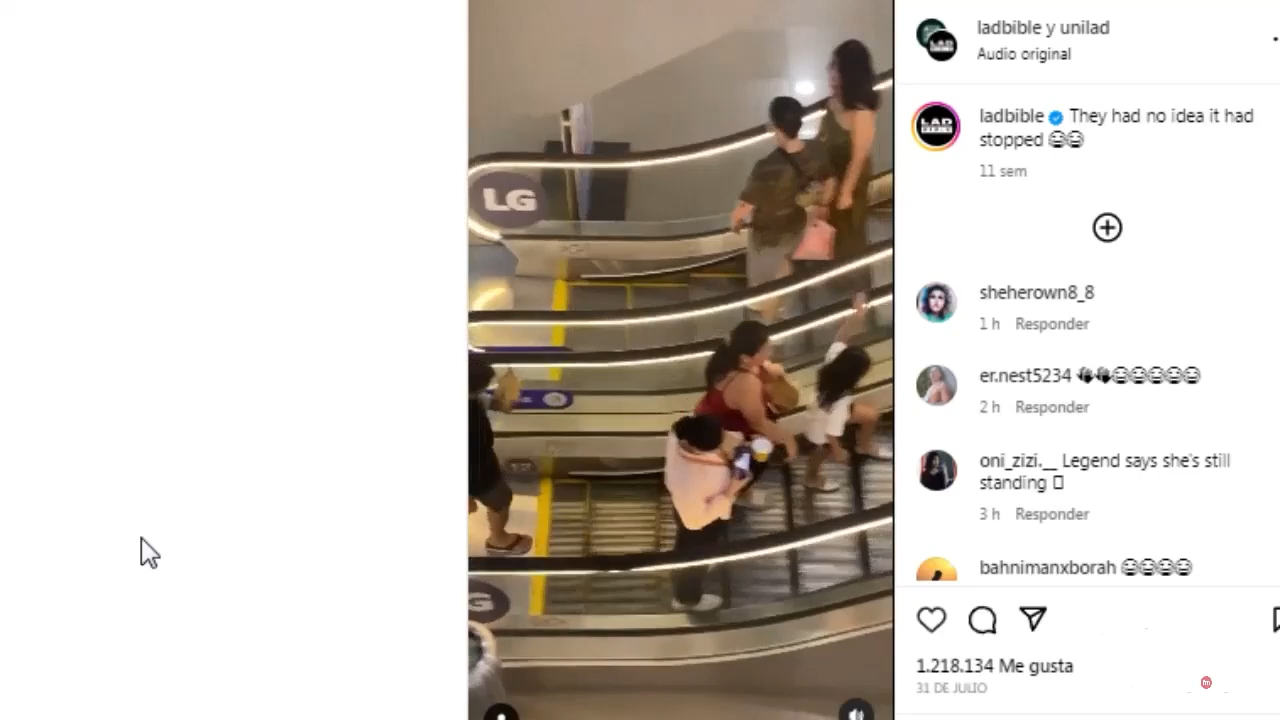 ladbible y unilad
Audio original
ladbible They had no idea it had
stopped
11 sem
sheherown8_8
1 h Responder
er.nest5234
2 h Responder
oni_zizi.__ Legend says she's still
standing
3 h Responder
bahnimanxborah
1.218.134 Me gusta
31 DE JULIO
LG
G
LAD